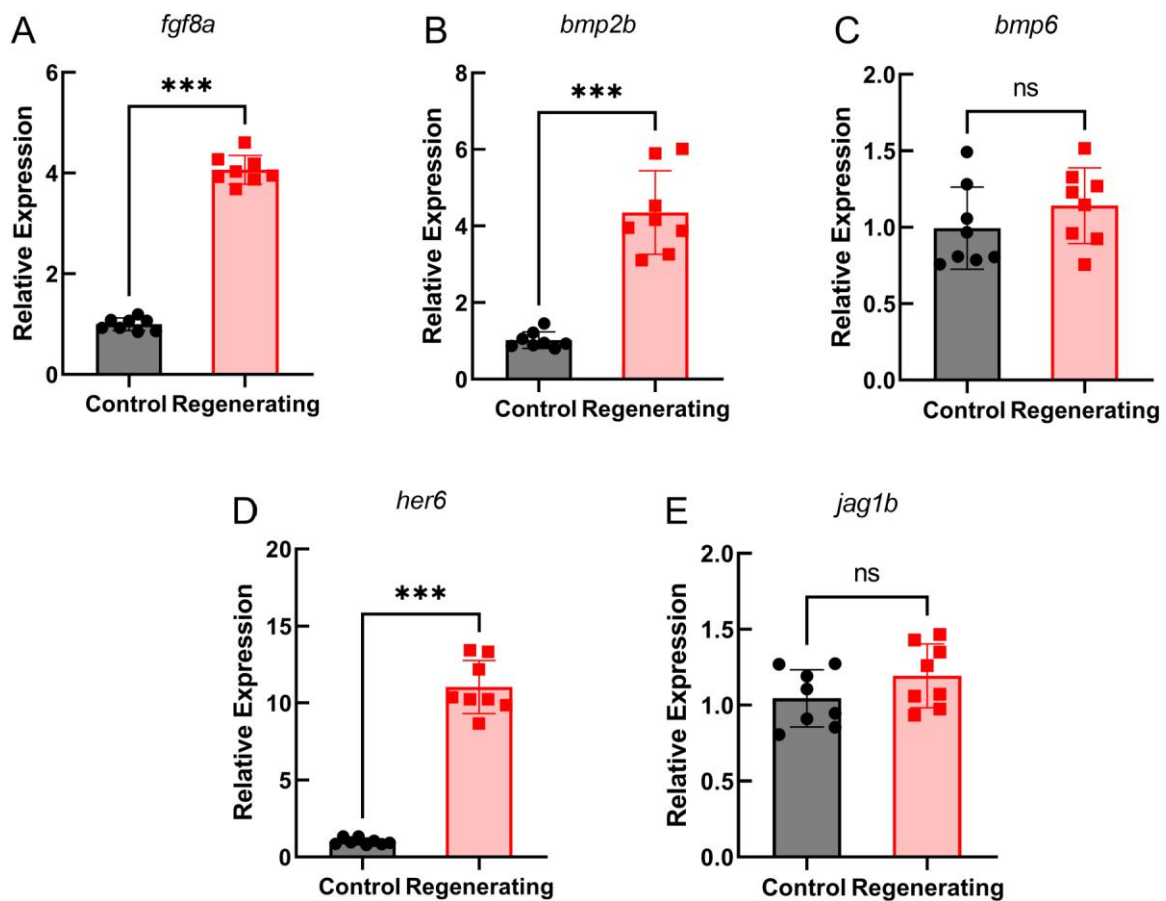 A
fgf8a
Relative Expression
6
4
2
0
***
Control Regenerating
B
bmp2b
Relative Expression
8
6
4
2
0
***
Control Regenerating
C
bmp6
Relative Expression
2.0
1.5
1.0
0.5
0.0
ns
Control Regenerating
D
her6
Relative Expression
20
15
10
5
0
***
Control Regenerating
E
jag1b
Relative Expression
2.0
1.5
1.0
0.5
0.0
ns
Control Regenerating